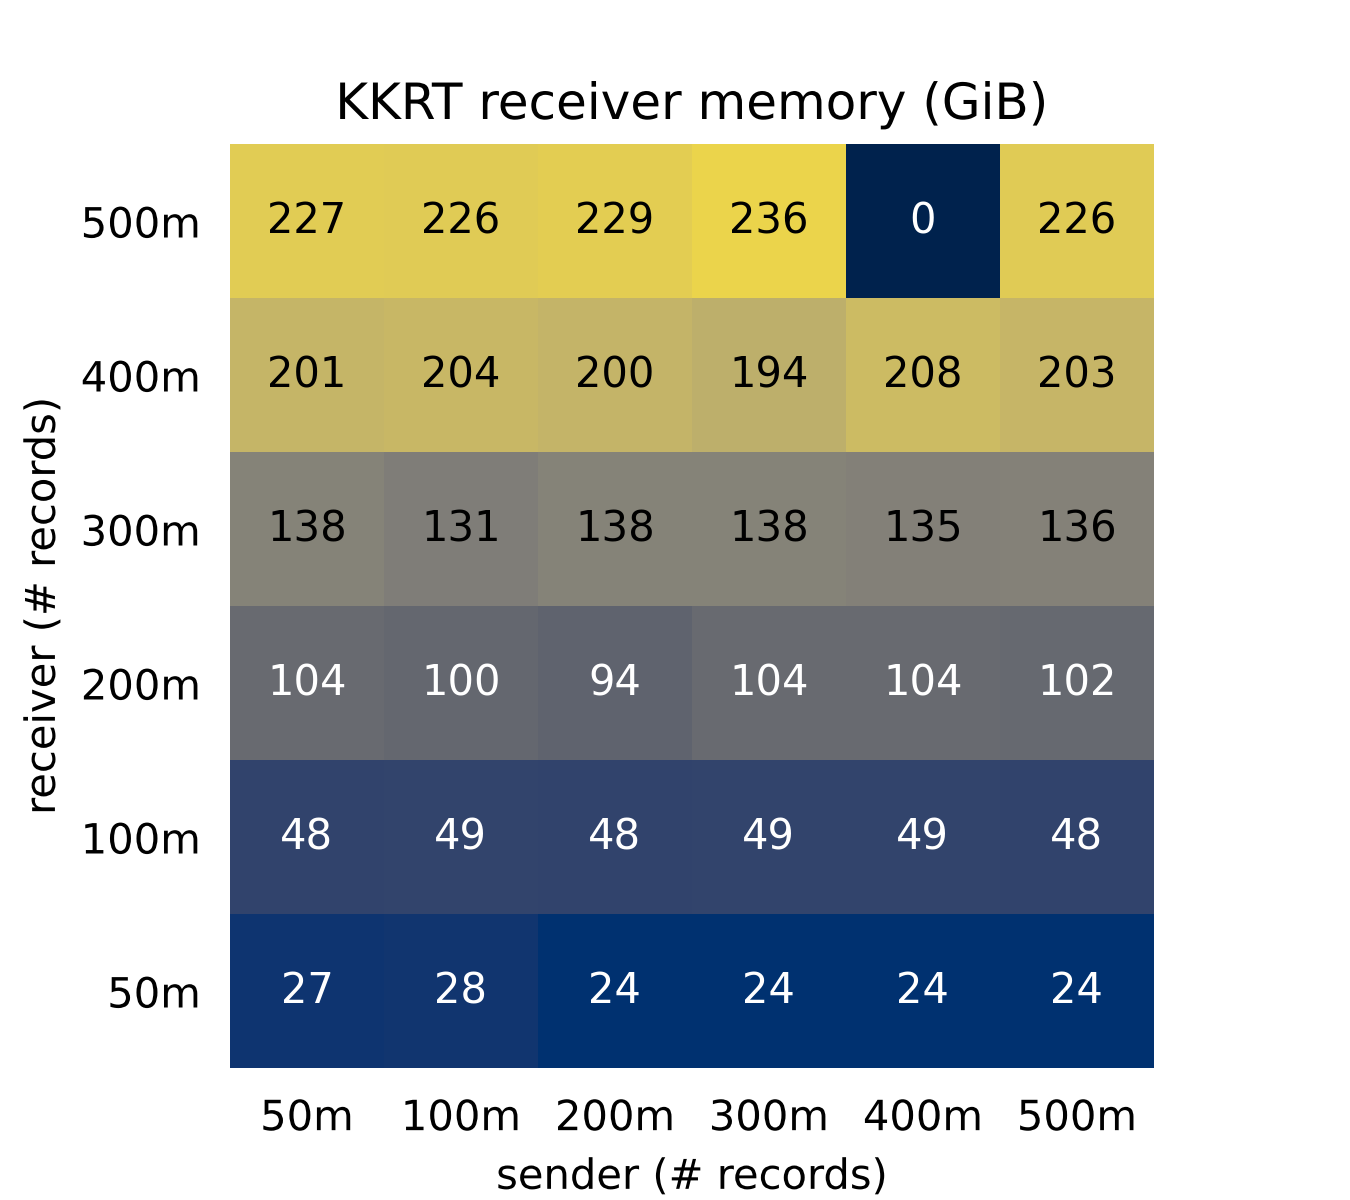 KKRT receiver memory (GiB)
500m 227 226 229 236 0 226
400m 201 204 200 194 208 203
300m 138 131 138 138 135 136
200m 104 100 94 104 104 102
100m 48 49 48 49 49 48
50m 27 28 24 24 24 24
receiver (# records)
50m 100m 200m 300m 400m 500m
sender (# records)